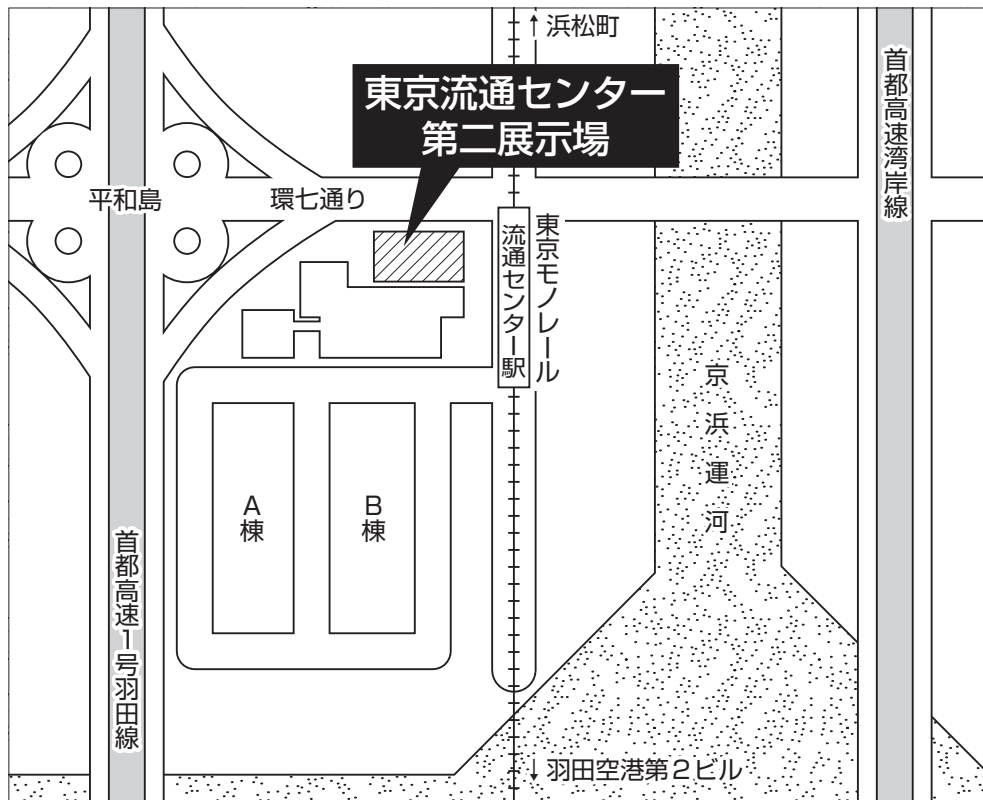 ↑浜松町
首都高速湾岸線
東京流通センター
第二展示場
平和島
環七通り
東京モノレール
流通センター駅
京浜運河
A棟
B棟
首都高速1号羽田線
↓羽田空港第2ビル